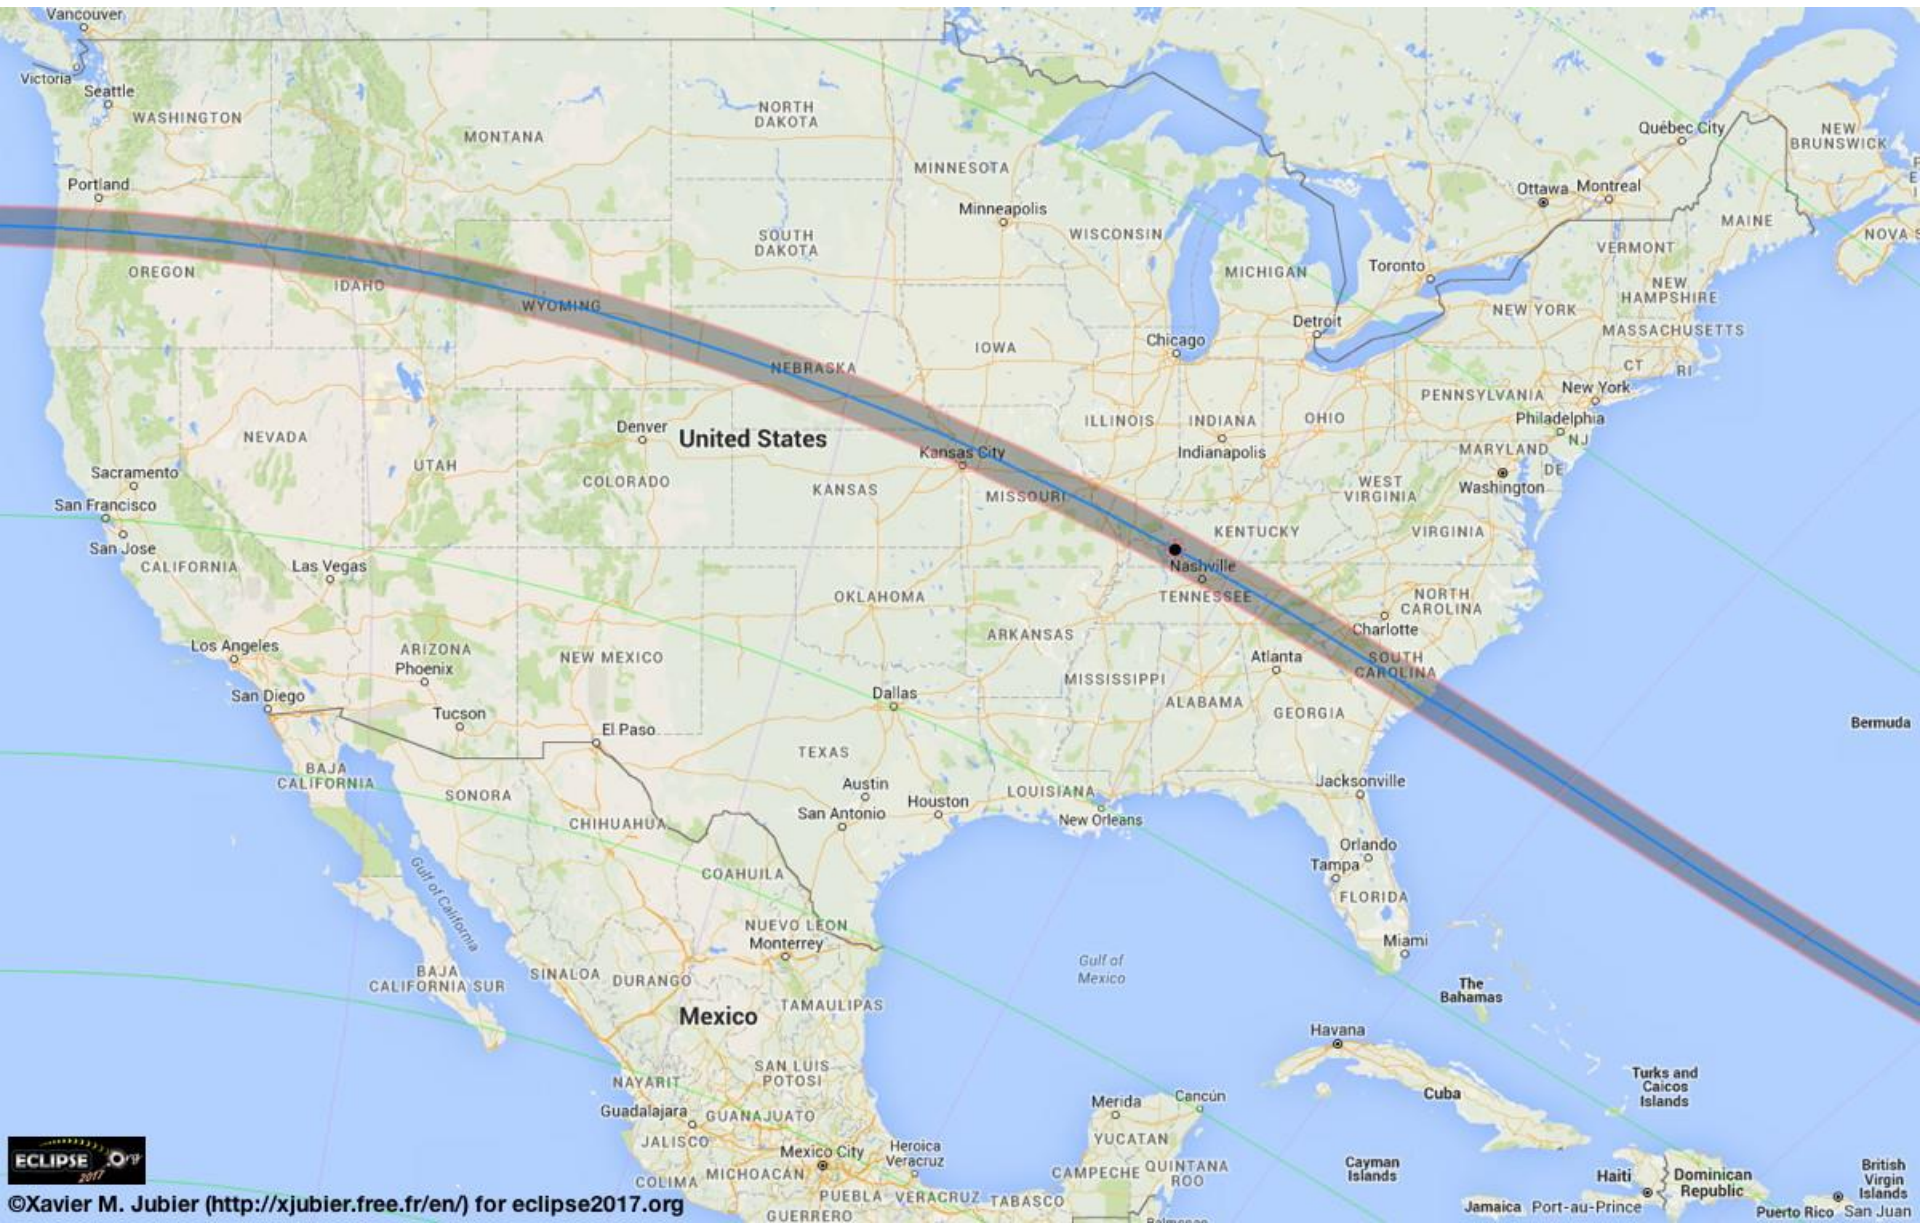 Vancouver
Victoria
Seattle
WASHINGTON
MONTANA
NORTH
DAKOTA
MINNESOTA
Québec City
NEW
BRUNSWICK
Portland
Minneapolis
Ottawa
Montreal
MAINE
OREGON
IDAHO
WYOMING
SOUTH
DAKOTA
WISCONSIN
MICHIGAN
Toronto
VERMONT
NOVA S
NEW
HAMPSHIRE
NEW YORK
MASSACHUSETTS
Detroit
Chicago
IOWA
NEBRASKA
CT
RI
PENNSYLVANIA
New York
Philadelphia
NJ
NEVADA
UTAH
Denver
United States
COLORADO
KANSAS
Kansas City
MISSOURI
ILLINOIS
INDIANA
Indianapolis
OHIO
WEST
VIRGINIA
MARYLAND
DE
Washington
Sacramento
San Francisco
San Jose
CALIFORNIA
Las Vegas
KENTUCKY
VIRGINIA
Nashville
TENNESSEE
OKLAHOMA
ARKANSAS
NORTH
CAROLINA
Charlotte
Los Angeles
ARIZONA
Phoenix
NEW MEXICO
San Diego
Tucson
El Paso
Dallas
MISSISSIPPI
ALABAMA
Atlanta
GEORGIA
SOUTH
CAROLINA
Bermuda
TEXAS
Austin
San Antonio
Houston
LOUISIANA
New Orleans
Jacksonville
BAJA
CALIFORNIA
SONORA
CHIHUAHUA
Gulf of California
COAHUILA
Orlando
Tampa
FLORIDA
Miami
NUEVO LEON
Monterrey
BAJA
CALIFORNIA SUR
SINALOA
DURANGO
TAMAULIPAS
Gulf of
Mexico
The
Bahamas
Mexico
Havana
Cuba
Turks and
Caicos
Islands
SAN LUIS
POTOSI
NAYARIT
Guadalajara
GUANAJUATO
JALISCO
Mexico City
Heroica
Veracruz
Merida
Cancún
YUCATAN
CAMPECHE
QUINTANA
ROO
Cayman
Islands
Haiti
Dominican
Republic
British
Virgin
Islands
COLIMA
MICHOACÁN
PUEBLA
VERACRUZ
TABASCO
GUERRERO
Jamaica
Port-au-Prince
Puerto Rico
San Juan
ECLIPSE Org
2017
©Xavier M. Jubier (http://xjubier.free.fr/en/) for eclipse2017.org